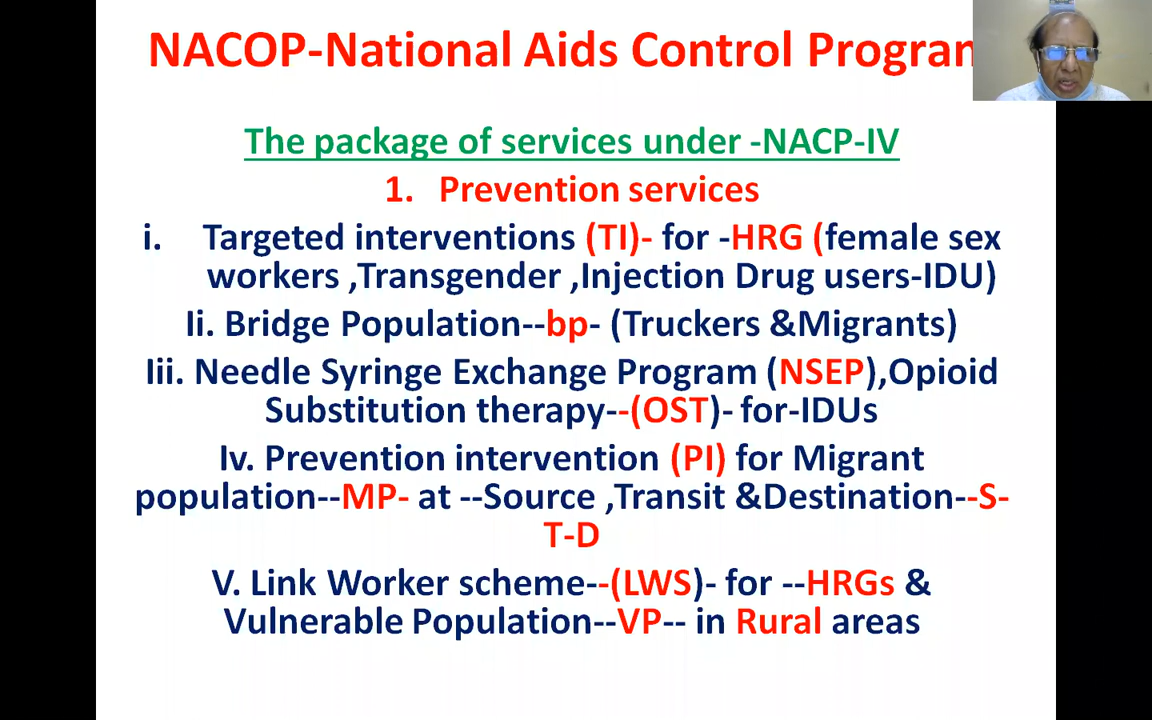 NACOP-National Aids Control Program
The package of services under -NACP-IV
1. Prevention services
i. Targeted interventions (TI)- for -HRG (female sex
workers ,Transgender ,Injection Drug users-IDU)
Ii. Bridge Population--bp- (Truckers &Migrants)
Iii. Needle Syringe Exchange Program (NSEP),Opioid
Substitution therapy--(OST)- for-IDUs
Iv. Prevention intervention (PI) for Migrant
population--MP- at --Source ,Transit &Destination--S-
T-D
V. Link Worker scheme--(LWS)- for --HRGs &
Vulnerable Population--VP-- in Rural areas